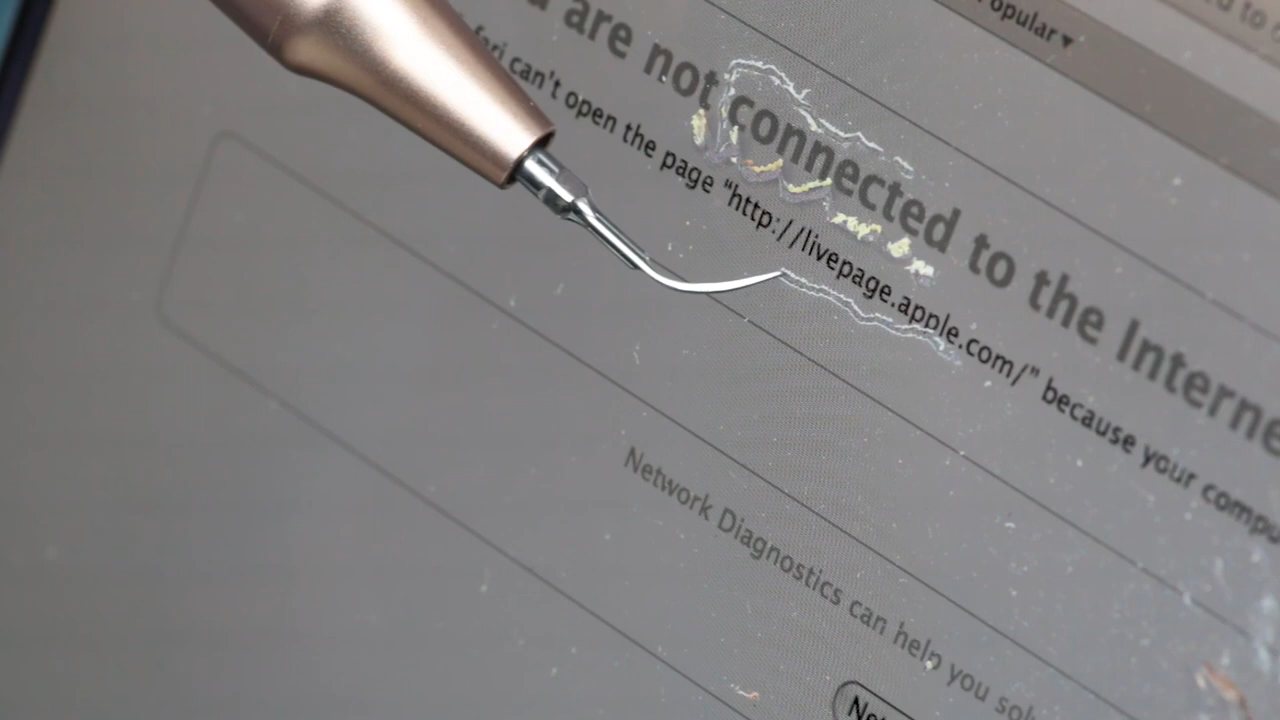 opular ▾
are not connected to the Interne
can't open the page “http://livepage.apple.com/” because your compu
Network Diagnostics can help you sol
Net